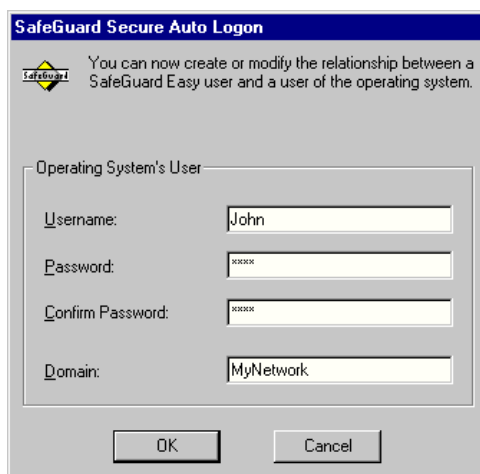 SafeGuard Secure Auto Logon
SafeGuard
You can now create or modify the relationship between a
SafeGuard Easy user and a user of the operating system.
Operating System's User
Username:
John
Password:
****
Confirm Password:
****
Domain:
MyNetwork
OK
Cancel